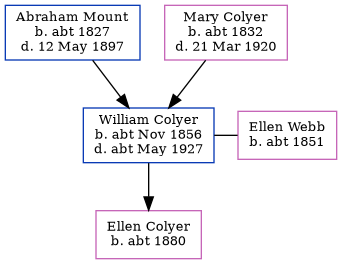 Abraham Mount
b. abt 1827
d. 12 May 1897
Mary Colyer
b. abt 1832
d. 21 Mar 1920
William Colyer
b. abt Nov 1856
d. abt May 1927
Ellen Webb
b. abt 1851
Ellen Colyer
b. abt 1880